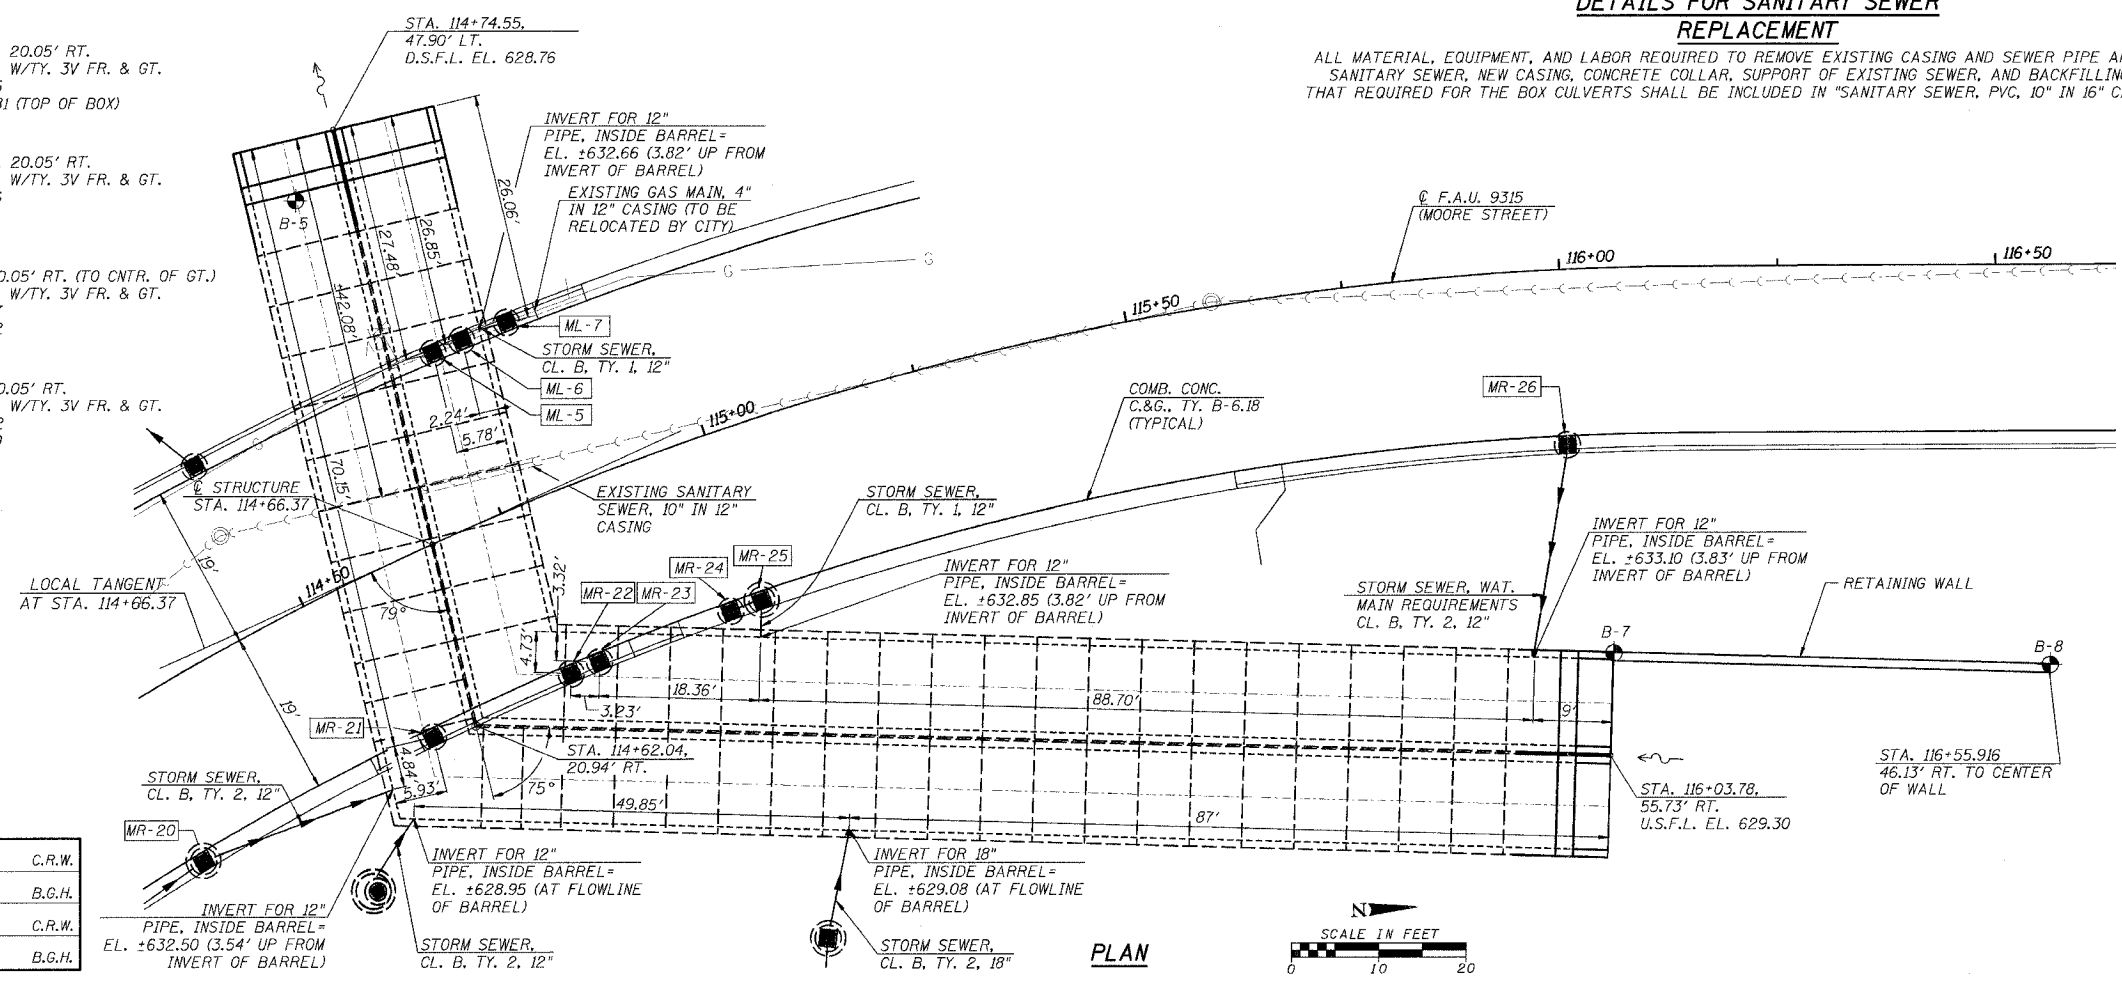 DETAILS FOR SANITARY SEWER
REPLACEMENT
ALL MATERIAL, EQUIPMENT, AND LABOR REQUIRED TO REMOVE EXISTING CASING AND SEWER PIPE
SANITARY SEWER, NEW CASING, CONCRETE COLLAR, SUPPORT OF EXISTING SEWER, AND BACKFILLING
THAT REQUIRED FOR THE BOX CULVERTS SHALL BE INCLUDED IN "SANITARY SEWER, PVC, 10" IN 16"
20.05' RT.
W/TY. 3V FR. & GT.
(TOP OF BOX)
20.05' RT.
W/TY. 3V FR. & GT.
0.05' RT. (TO CNTR. OF GT.)
W/TY. 3V FR. & GT.
0.05' RT.
W/TY. 3V FR. & GT.
STA. 114+74.55,
47.90' LT.
D.S.F.L. EL. 628.76
INVERT FOR 12"
PIPE, INSIDE BARREL=
EL. ±632.66 (3.82' UP FROM
INVERT OF BARREL)
EXISTING GAS MAIN, 4"
IN 12" CASING (TO BE
RELOCATED BY CITY)
B-5
26.06'
26.85'
27.48'
±42.08'
70.15'
G
G
G
ML-7
STORM SEWER,
CL. B, TY. 1, 12"
ML-6
ML-5
2.24'
5.78'
℄ F.A.U. 9315
(MOORE STREET)
114+50
115+00
115+50
116+00
116+50
COMB. CONC.
C.&G., TY. B-6.18
(TYPICAL)
MR-26
℄ STRUCTURE
STA. 114+66.37
EXISTING SANITARY
SEWER, 10" IN 12"
CASING
STORM SEWER,
CL. B, TY. 1, 12"
LOCAL TANGENT
AT STA. 114+66.37
19'
19'
79°
3.32'
4.73'
MR-22
MR-23
MR-24
MR-25
INVERT FOR 12"
PIPE, INSIDE BARREL=
EL. ±632.85 (3.82' UP FROM
INVERT OF BARREL)
STORM SEWER, WAT.
MAIN REQUIREMENTS
CL. B, TY. 2, 12"
INVERT FOR 12"
PIPE, INSIDE BARREL=
EL. ±633.10 (3.83' UP FROM
INVERT OF BARREL)
RETAINING WALL
B-7
B-8
18.36'
3.23'
88.70'
9'
MR-21
STA. 114+62.04,
20.94' RT.
4.84'
5.93'
75°
49.85'
87'
STORM SEWER,
CL. B, TY. 2, 12"
MR-20
STA. 116+55.916
46.13' RT. TO CENTER
OF WALL
STA. 116+03.78,
55.73' RT.
U.S.F.L. EL. 629.30
INVERT FOR 12"
PIPE, INSIDE BARREL=
EL. ±628.95 (AT FLOWLINE
OF BARREL)
INVERT FOR 18"
PIPE, INSIDE BARREL=
EL. ±629.08 (AT FLOWLINE
OF BARREL)
INVERT FOR 12"
PIPE, INSIDE BARREL=
EL. ±632.50 (3.54' UP FROM
INVERT OF BARREL)
STORM SEWER,
CL. B, TY. 2, 12"
STORM SEWER,
CL. B, TY. 2, 18"
PLAN
N
SCALE IN FEET
0 10 20
C.R.W.
B.G.H.
C.R.W.
B.G.H.